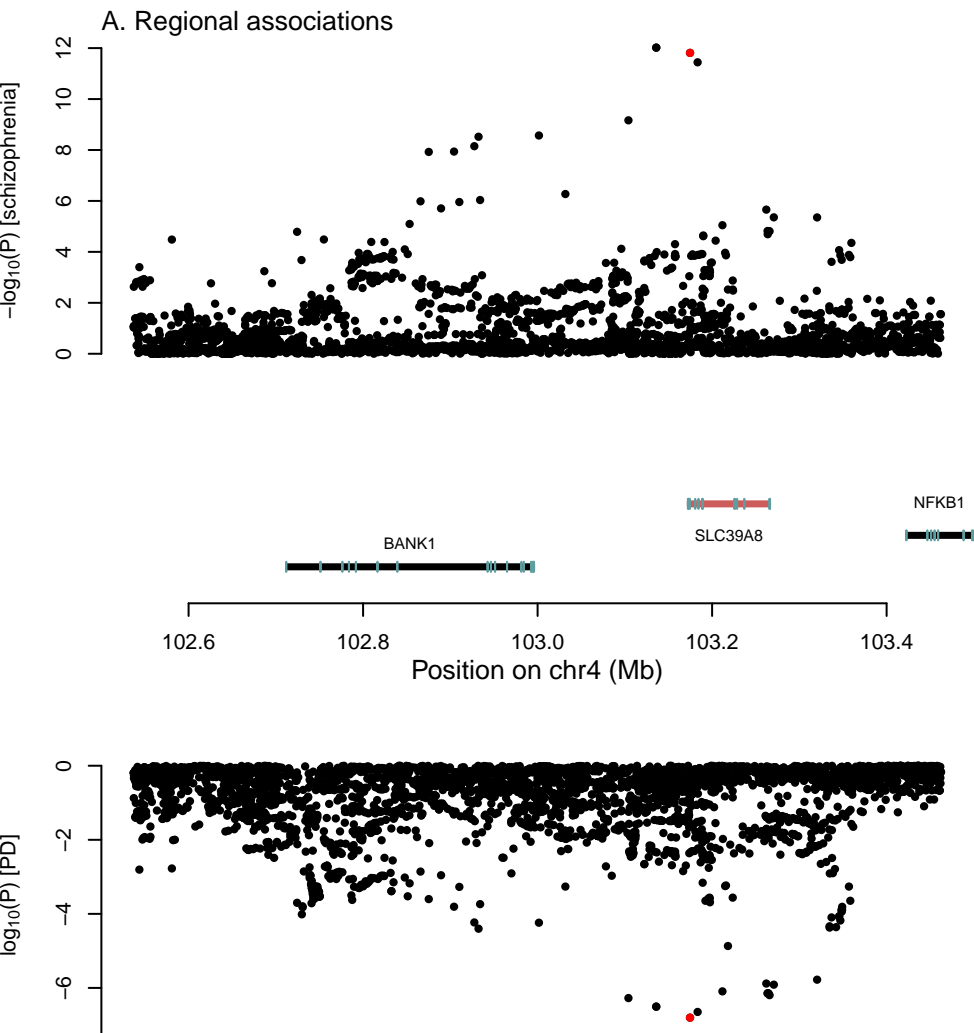 A. Regional associations
12
10
8
6
4
2
0
−log10(P) [schizophrenia]
NFKB1
SLC39A8
BANK1
102.6 102.8 103.0 103.2 103.4
Position on chr4 (Mb)
0
−2
−4
−6
log10(P) [PD]